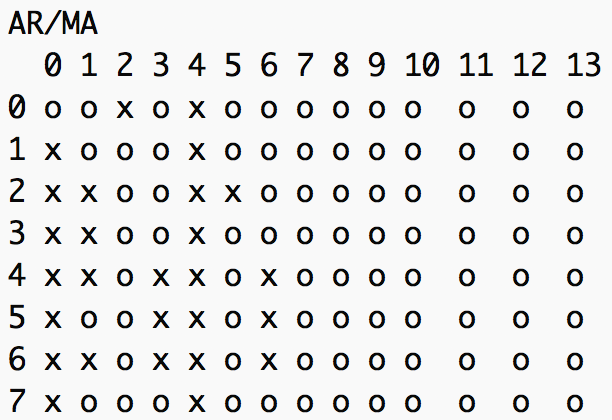 AR/MA
  0 1 2 3 4 5 6 7 8 9 10 11 12 13
0 o o x o x o o o o o o  o  o  o
1 x o o o x o o o o o o  o  o  o
2 x x o o x x o o o o o  o  o  o
3 x x o o x o o o o o o  o  o  o
4 x x o x x o x o o o o  o  o  o
5 x o o x x o x o o o o  o  o  o
6 x x o x x o x o o o o  o  o  o
7 x o o o x o o o o o o  o  o  o